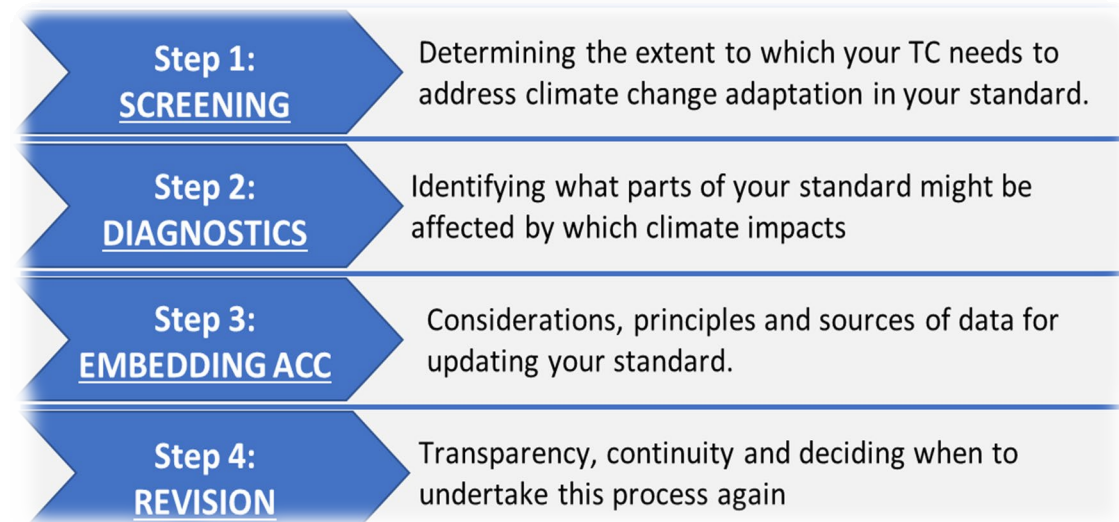 Step 1:
SCREENING
Determining the extent to which your TC needs to
address climate change adaptation in your standard.
Step 2:
DIAGNOSTICS
Identifying what parts of your standard might be
affected by which climate impacts
Step 3:
EMBEDDING ACC
Considerations, principles and sources of data for
updating your standard.
Step 4:
REVISION
Transparency, continuity and deciding when to
undertake this process again